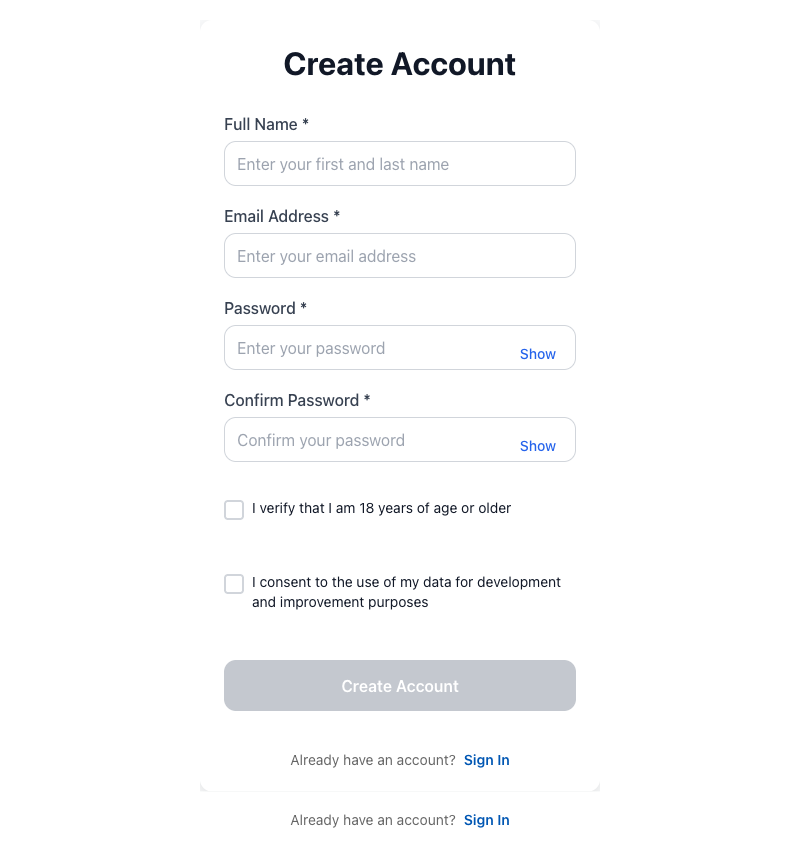 Create Account
Full Name *
Enter your first and last name
Email Address *
Enter your email address
Password *
Enter your password
Show
Confirm Password *
Confirm your password
Show
I verify that I am 18 years of age or older
I consent to the use of my data for development
and improvement purposes
Create Account
Already have an account? Sign In
Already have an account? Sign In